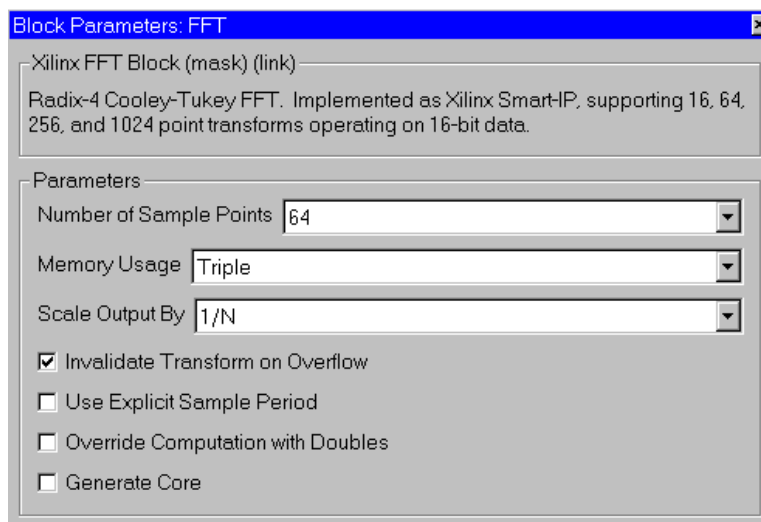 Block Parameters: FFT
Xilinx FFT Block (mask) (link)
Radix-4 Cooley-Tukey FFT. Implemented as Xilinx Smart-IP, supporting 16, 64,
256, and 1024 point transforms operating on 16-bit data.
Parameters
Number of Sample Points 64
Memory Usage Triple
Scale Output By 1/N
Invalidate Transform on Overflow
Use Explicit Sample Period
Override Computation with Doubles
Generate Core